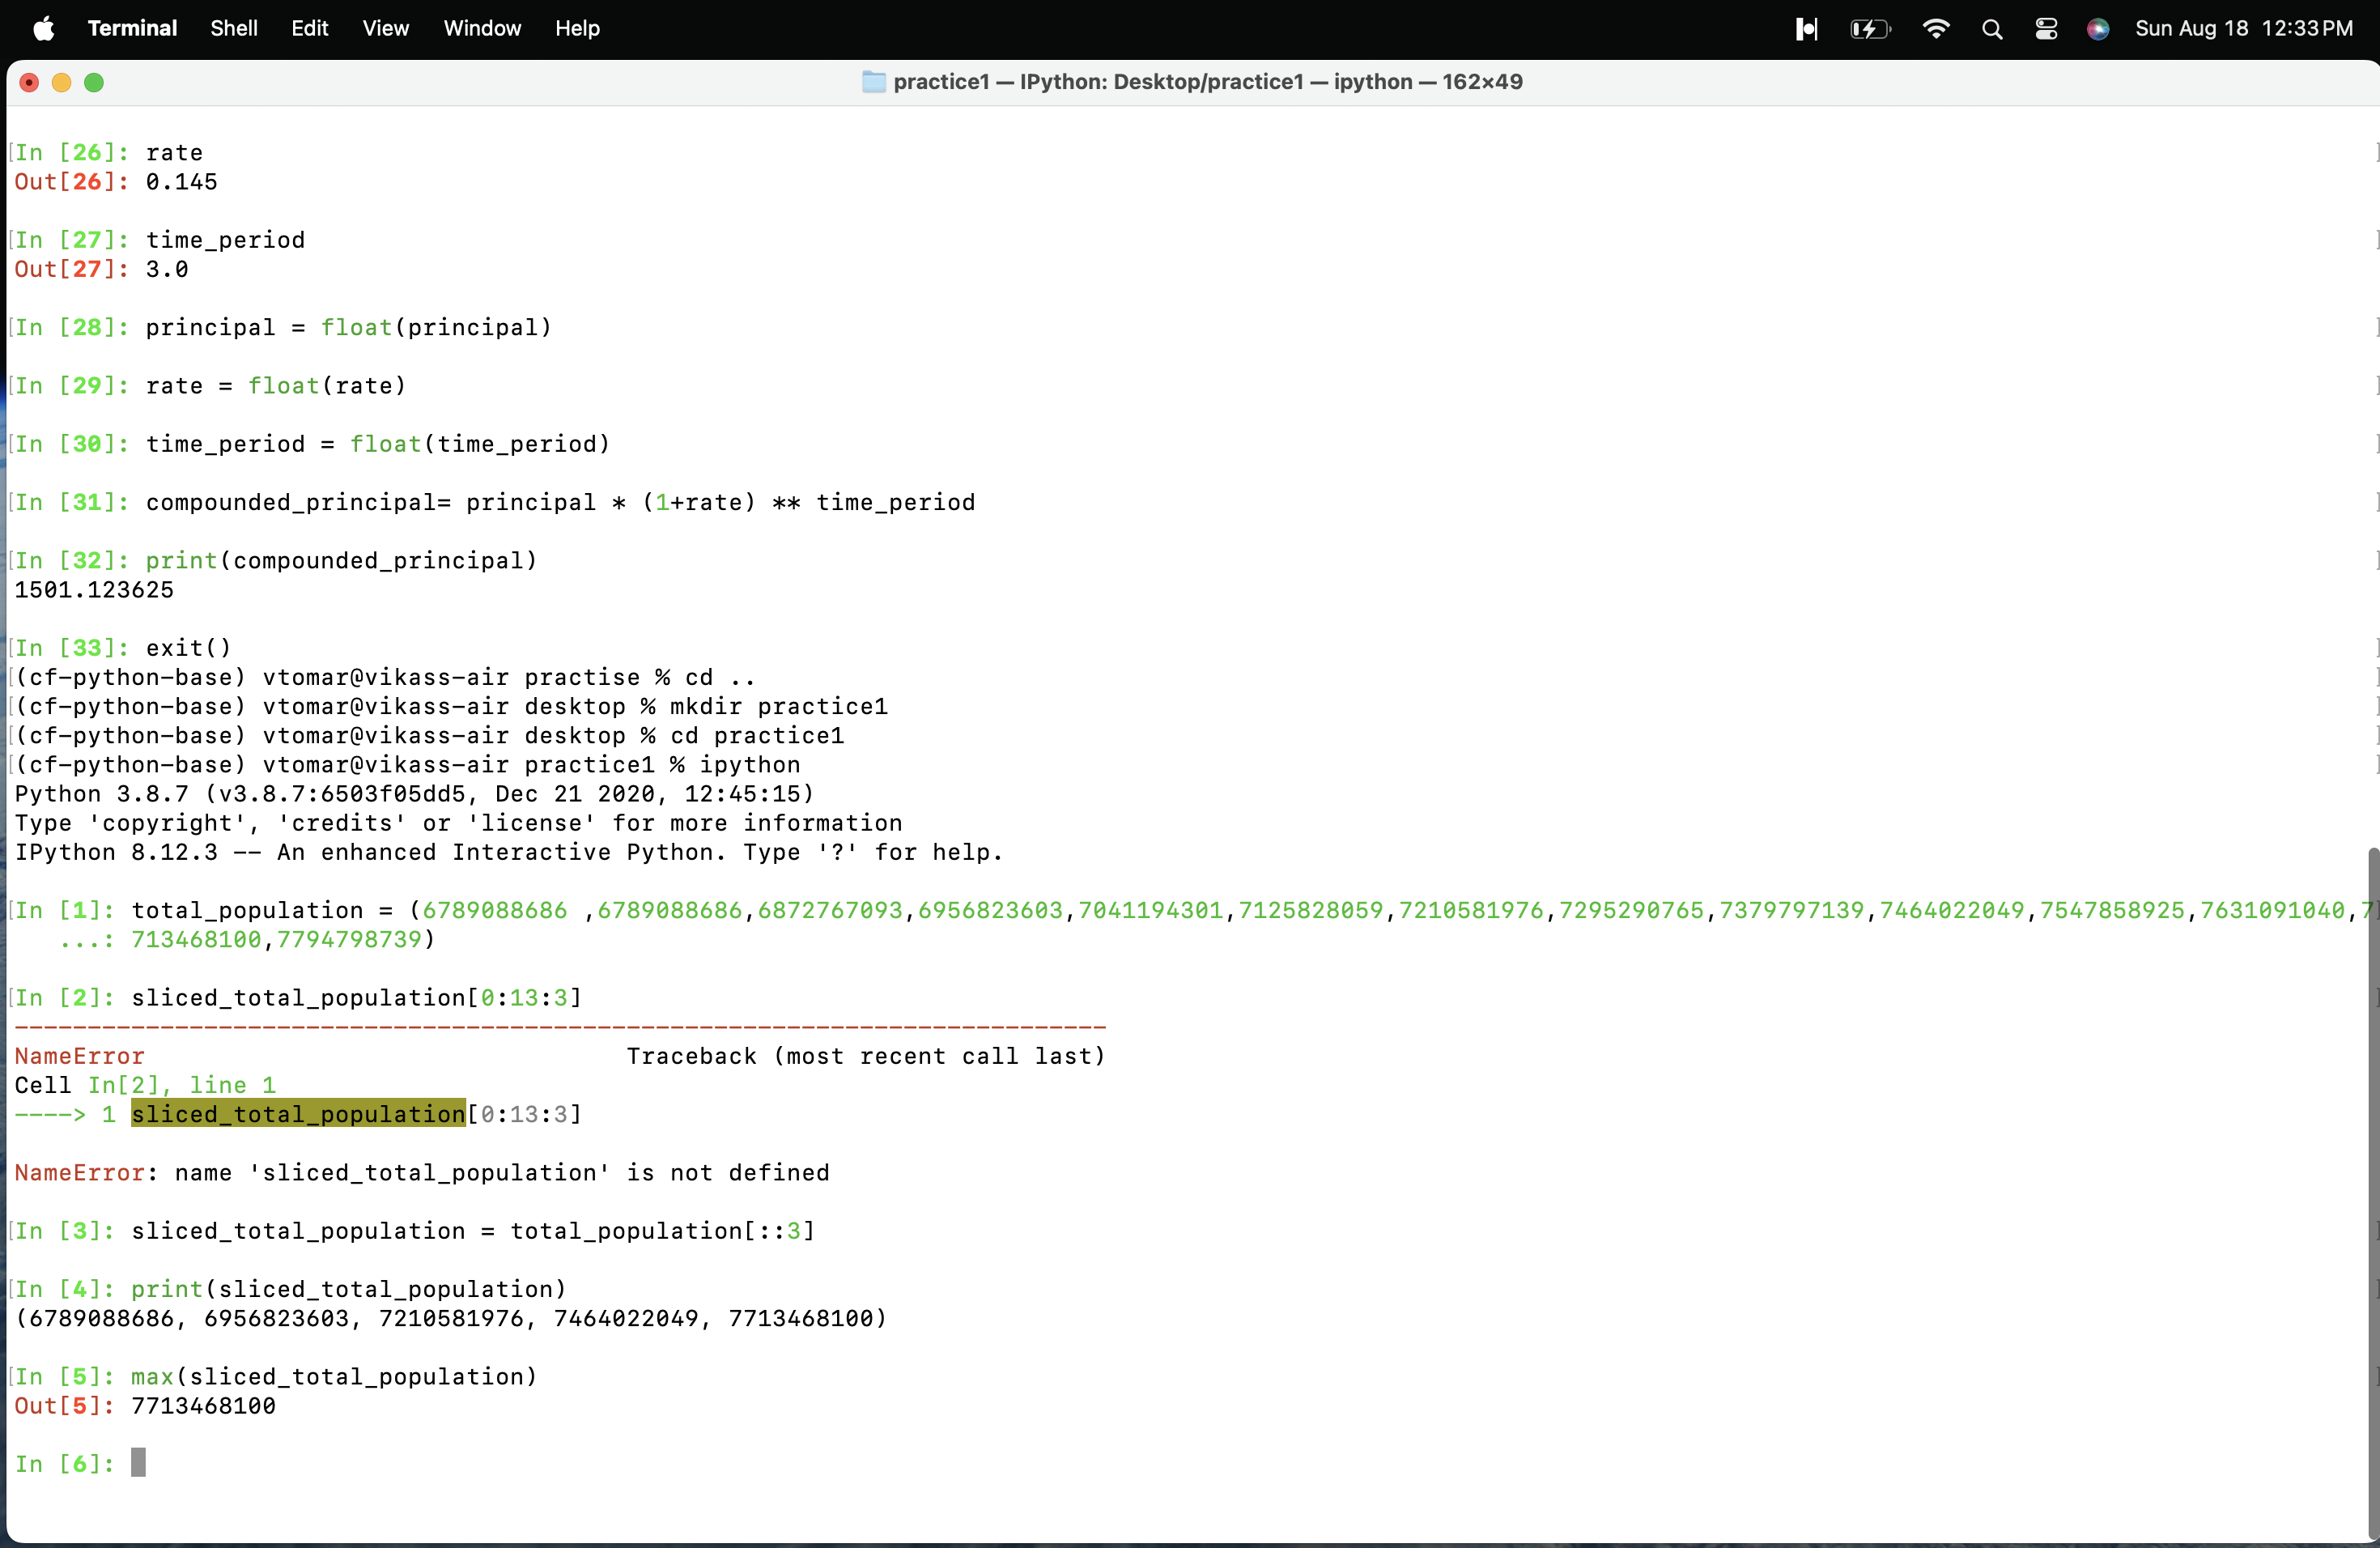 Terminal Shell Edit View Window Help Sun Aug 18 12:33 PM
practice1 — IPython: Desktop/practice1 — ipython — 162×49
In [26]: rate
Out[26]: 0.145
In [27]: time_period
Out[27]: 3.0
In [28]: principal = float(principal)
In [29]: rate = float(rate)
In [30]: time_period = float(time_period)
In [31]: compounded_principal= principal * (1+rate) ** time_period
In [32]: print(compounded_principal)
1501.123625
In [33]: exit()
(cf-python-base) vtomar@vikass-air practise % cd ..
(cf-python-base) vtomar@vikass-air desktop % mkdir practice1
(cf-python-base) vtomar@vikass-air desktop % cd practice1
(cf-python-base) vtomar@vikass-air practice1 % ipython
Python 3.8.7 (v3.8.7:6503f05dd5, Dec 21 2020, 12:45:15)
Type 'copyright', 'credits' or 'license' for more information
IPython 8.12.3 -- An enhanced Interactive Python. Type '?' for help.
In [1]: total_population = (6789088686 ,6789088686,6872767093,6956823603,7041194301,7125828059,7210581976,7295290765,7379797139,7464022049,7547858925,7631091040,7
...: 713468100,7794798739)
In [2]: sliced_total_population[0:13:3]
---------------------------------------------------------------------------
NameError Traceback (most recent call last)
Cell In[2], line 1
----> 1 sliced_total_population[0:13:3]
NameError: name 'sliced_total_population' is not defined
In [3]: sliced_total_population = total_population[::3]
In [4]: print(sliced_total_population)
(6789088686, 6956823603, 7210581976, 7464022049, 7713468100)
In [5]: max(sliced_total_population)
Out[5]: 7713468100
In [6]: